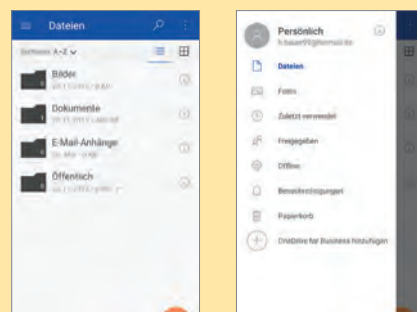 Dateien
Sortieren A–Z
Bilder
Dokumente
E-Mail-Anhänge
Öffentlich
Persönlich
Dateien
Fotos
Zuletzt verwendet
Freigegeben
Offline
Benachrichtigungen
Papierkorb
OneDrive for Business hinzufügen